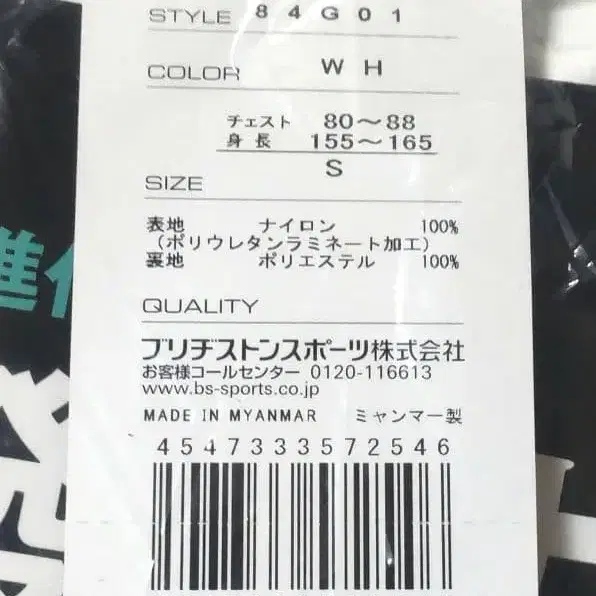 STYLE 84G01
COLOR WH
チェスト 80～88
身長 155～165
S
SIZE
表地 ナイロン 100%
(ポリウレタンラミネート加工)
裏地 ポリエステル 100%
QUALITY
ブリヂストンスポーツ株式会社
お客様コールセンター 0120-116613
www.bs-sports.co.jp
MADE IN MYANMAR ミャンマー製
4547333572546
進